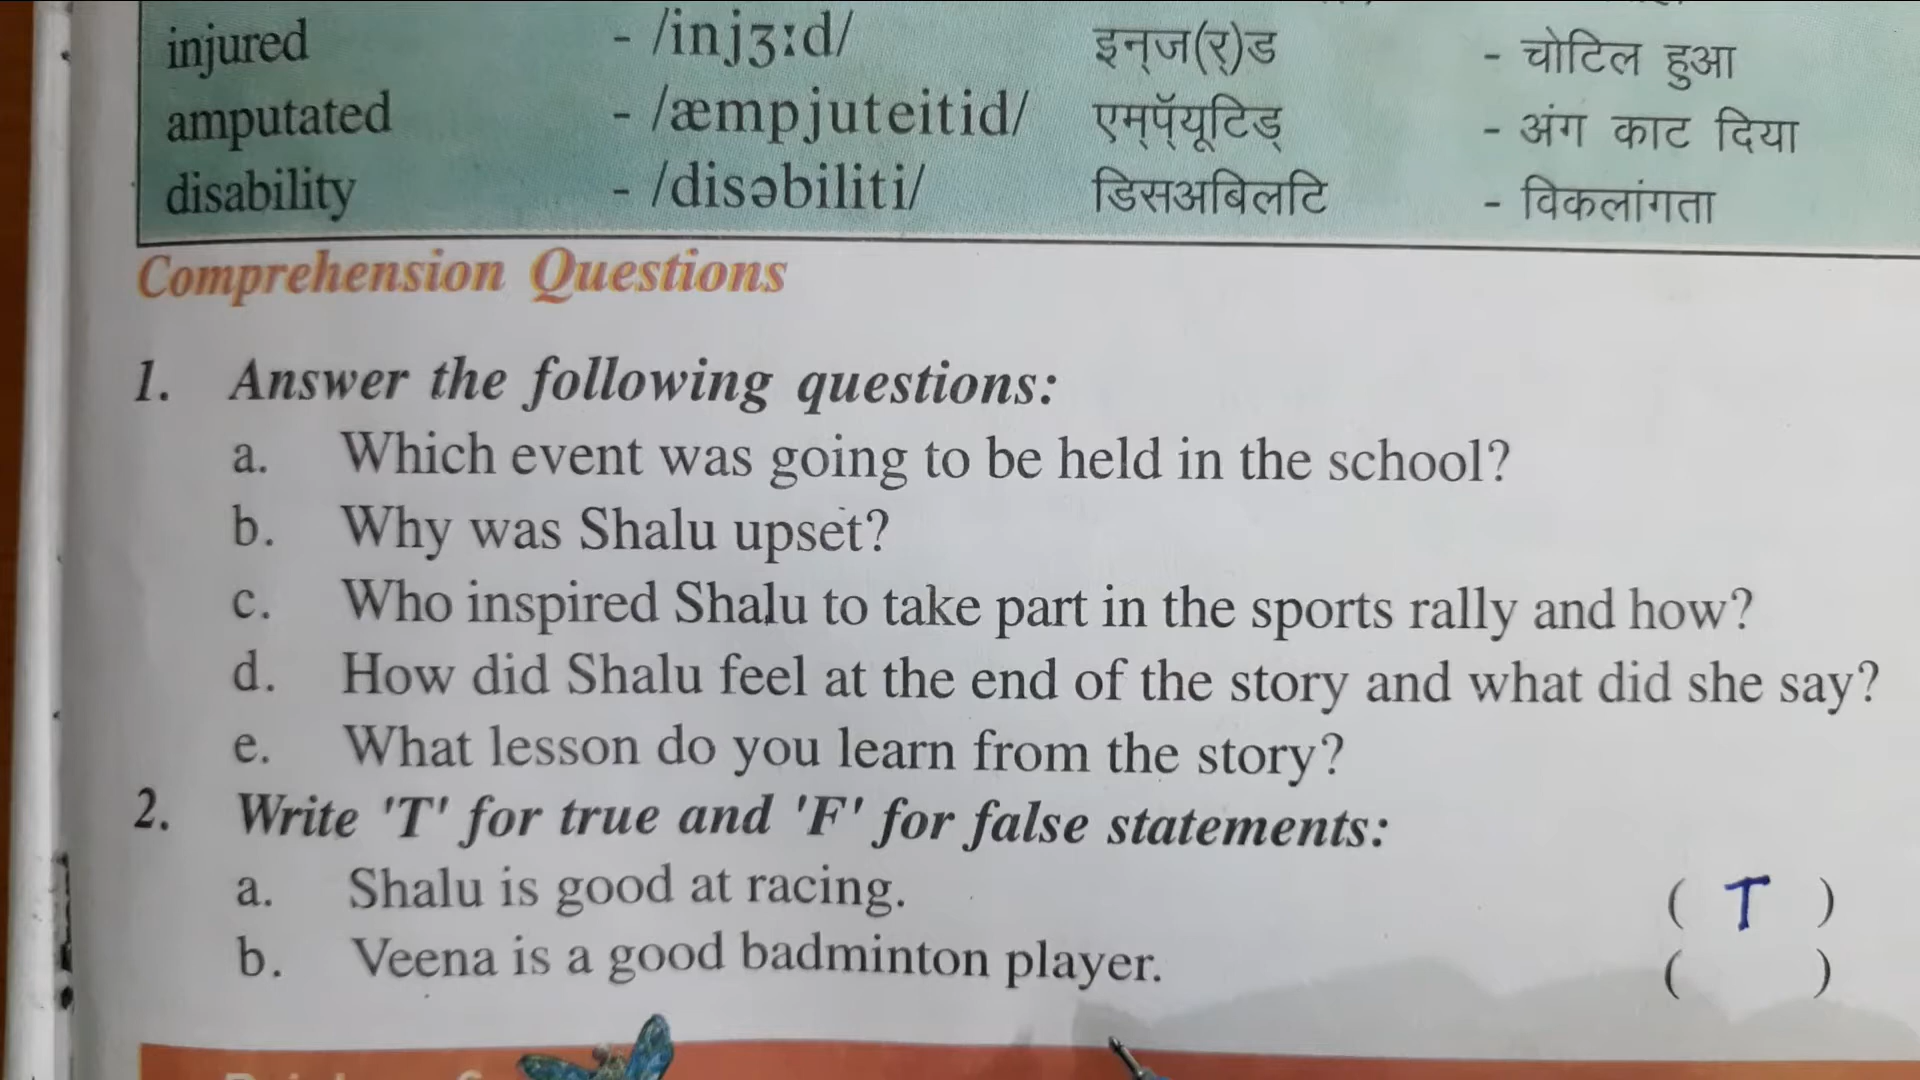 injured - /injɜːd/ इन्ज(र्)ड - चोटिल हुआ
amputated - /æmpjuteitid/ एम्पॅ्यूटिड् - अंग काट दिया
disability - /disəbiliti/ डिसअबिलटि - विकलांगता
Comprehension Questions
1. Answer the following questions:
a. Which event was going to be held in the school?
b. Why was Shalu upset?
c. Who inspired Shalu to take part in the sports rally and how?
d. How did Shalu feel at the end of the story and what did she say?
e. What lesson do you learn from the story?
2. Write 'T' for true and 'F' for false statements:
a. Shalu is good at racing. ( T )
b. Veena is a good badminton player. ( )